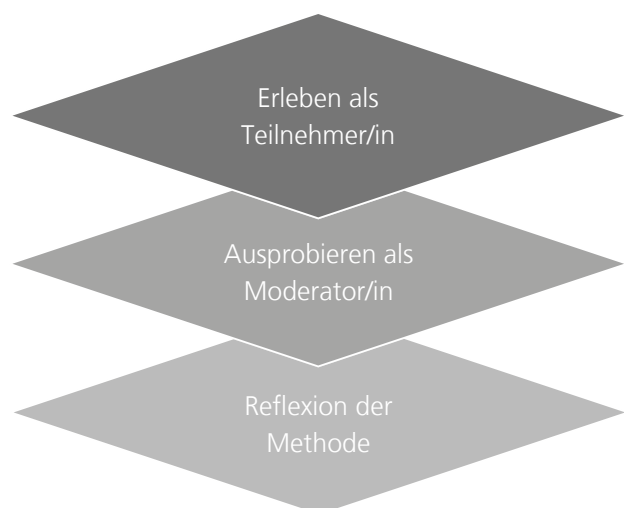 Erleben als
Teilnehmer/in
Ausprobieren als
Moderator/in
Reflexion der
Methode